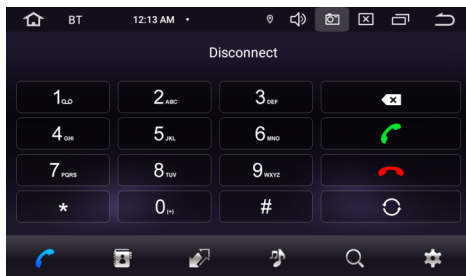 BT 12:13 AM
Disconnect
1 2 ABC 3 DEF
4 GHI 5 JKL 6 MNO
7 PQRS 8 TUV 9 WXYZ
* 0 (+) #